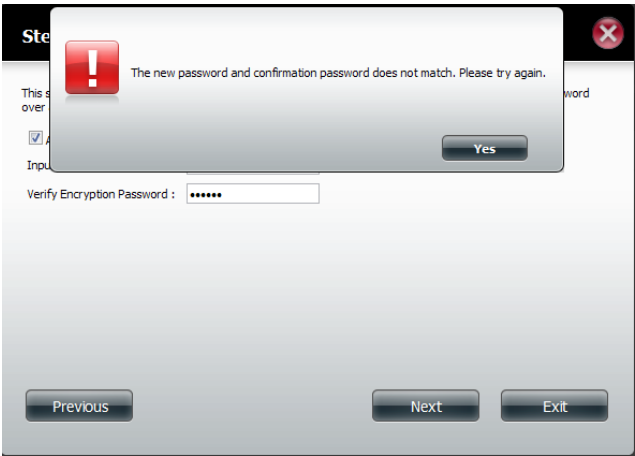 Ste
The new password and confirmation password does not match. Please try again.
This s word
over
Yes
Inpu
Verify Encryption Password : ••••••
Previous Next Exit